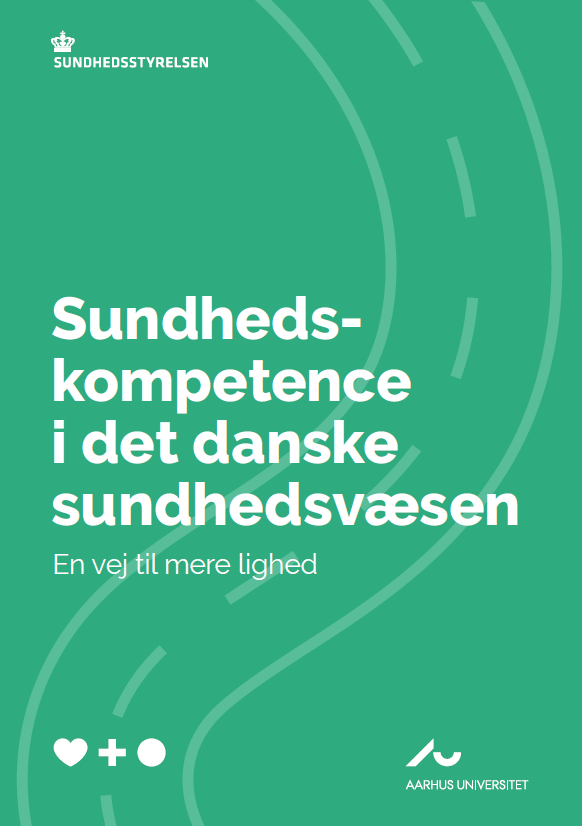 SUNDHEDSSTYRELSEN
Sundheds-
kompetence
i det danske
sundhedsvæsen
En vej til mere lighed
AARHUS UNIVERSITET